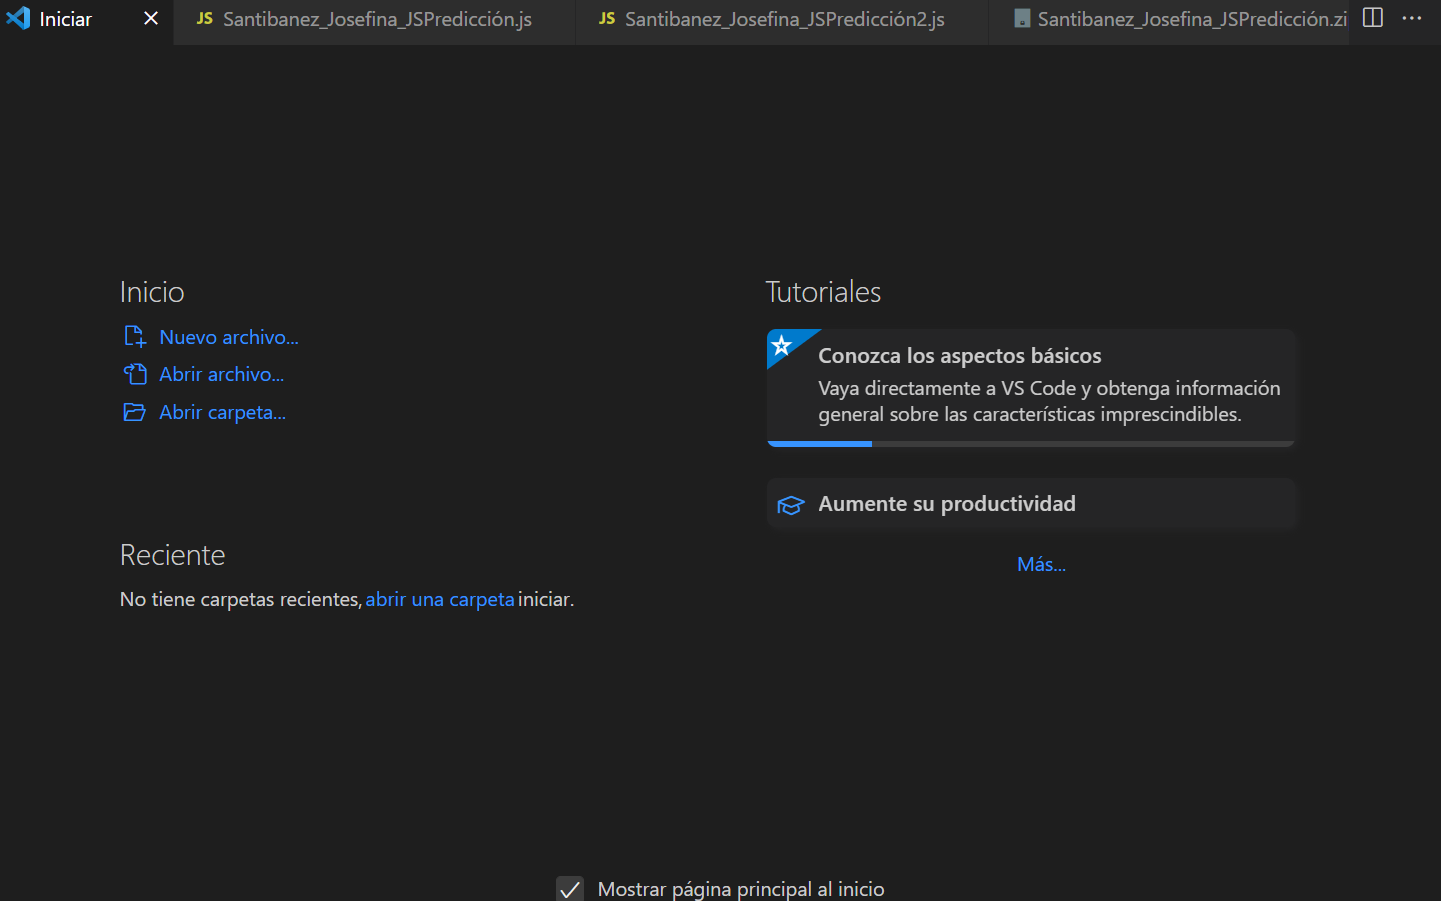 Iniciar
JS Santibanez_Josefina_JSPredicción.js
JS Santibanez_Josefina_JSPredicción2.js
Santibanez_Josefina_JSPredicción.zi
Inicio
Nuevo archivo...
Abrir archivo...
Abrir carpeta...
Reciente
No tiene carpetas recientes, abrir una carpeta iniciar.
Tutoriales
Conozca los aspectos básicos
Vaya directamente a VS Code y obtenga información
general sobre las características imprescindibles.
Aumente su productividad
Más...
Mostrar página principal al inicio